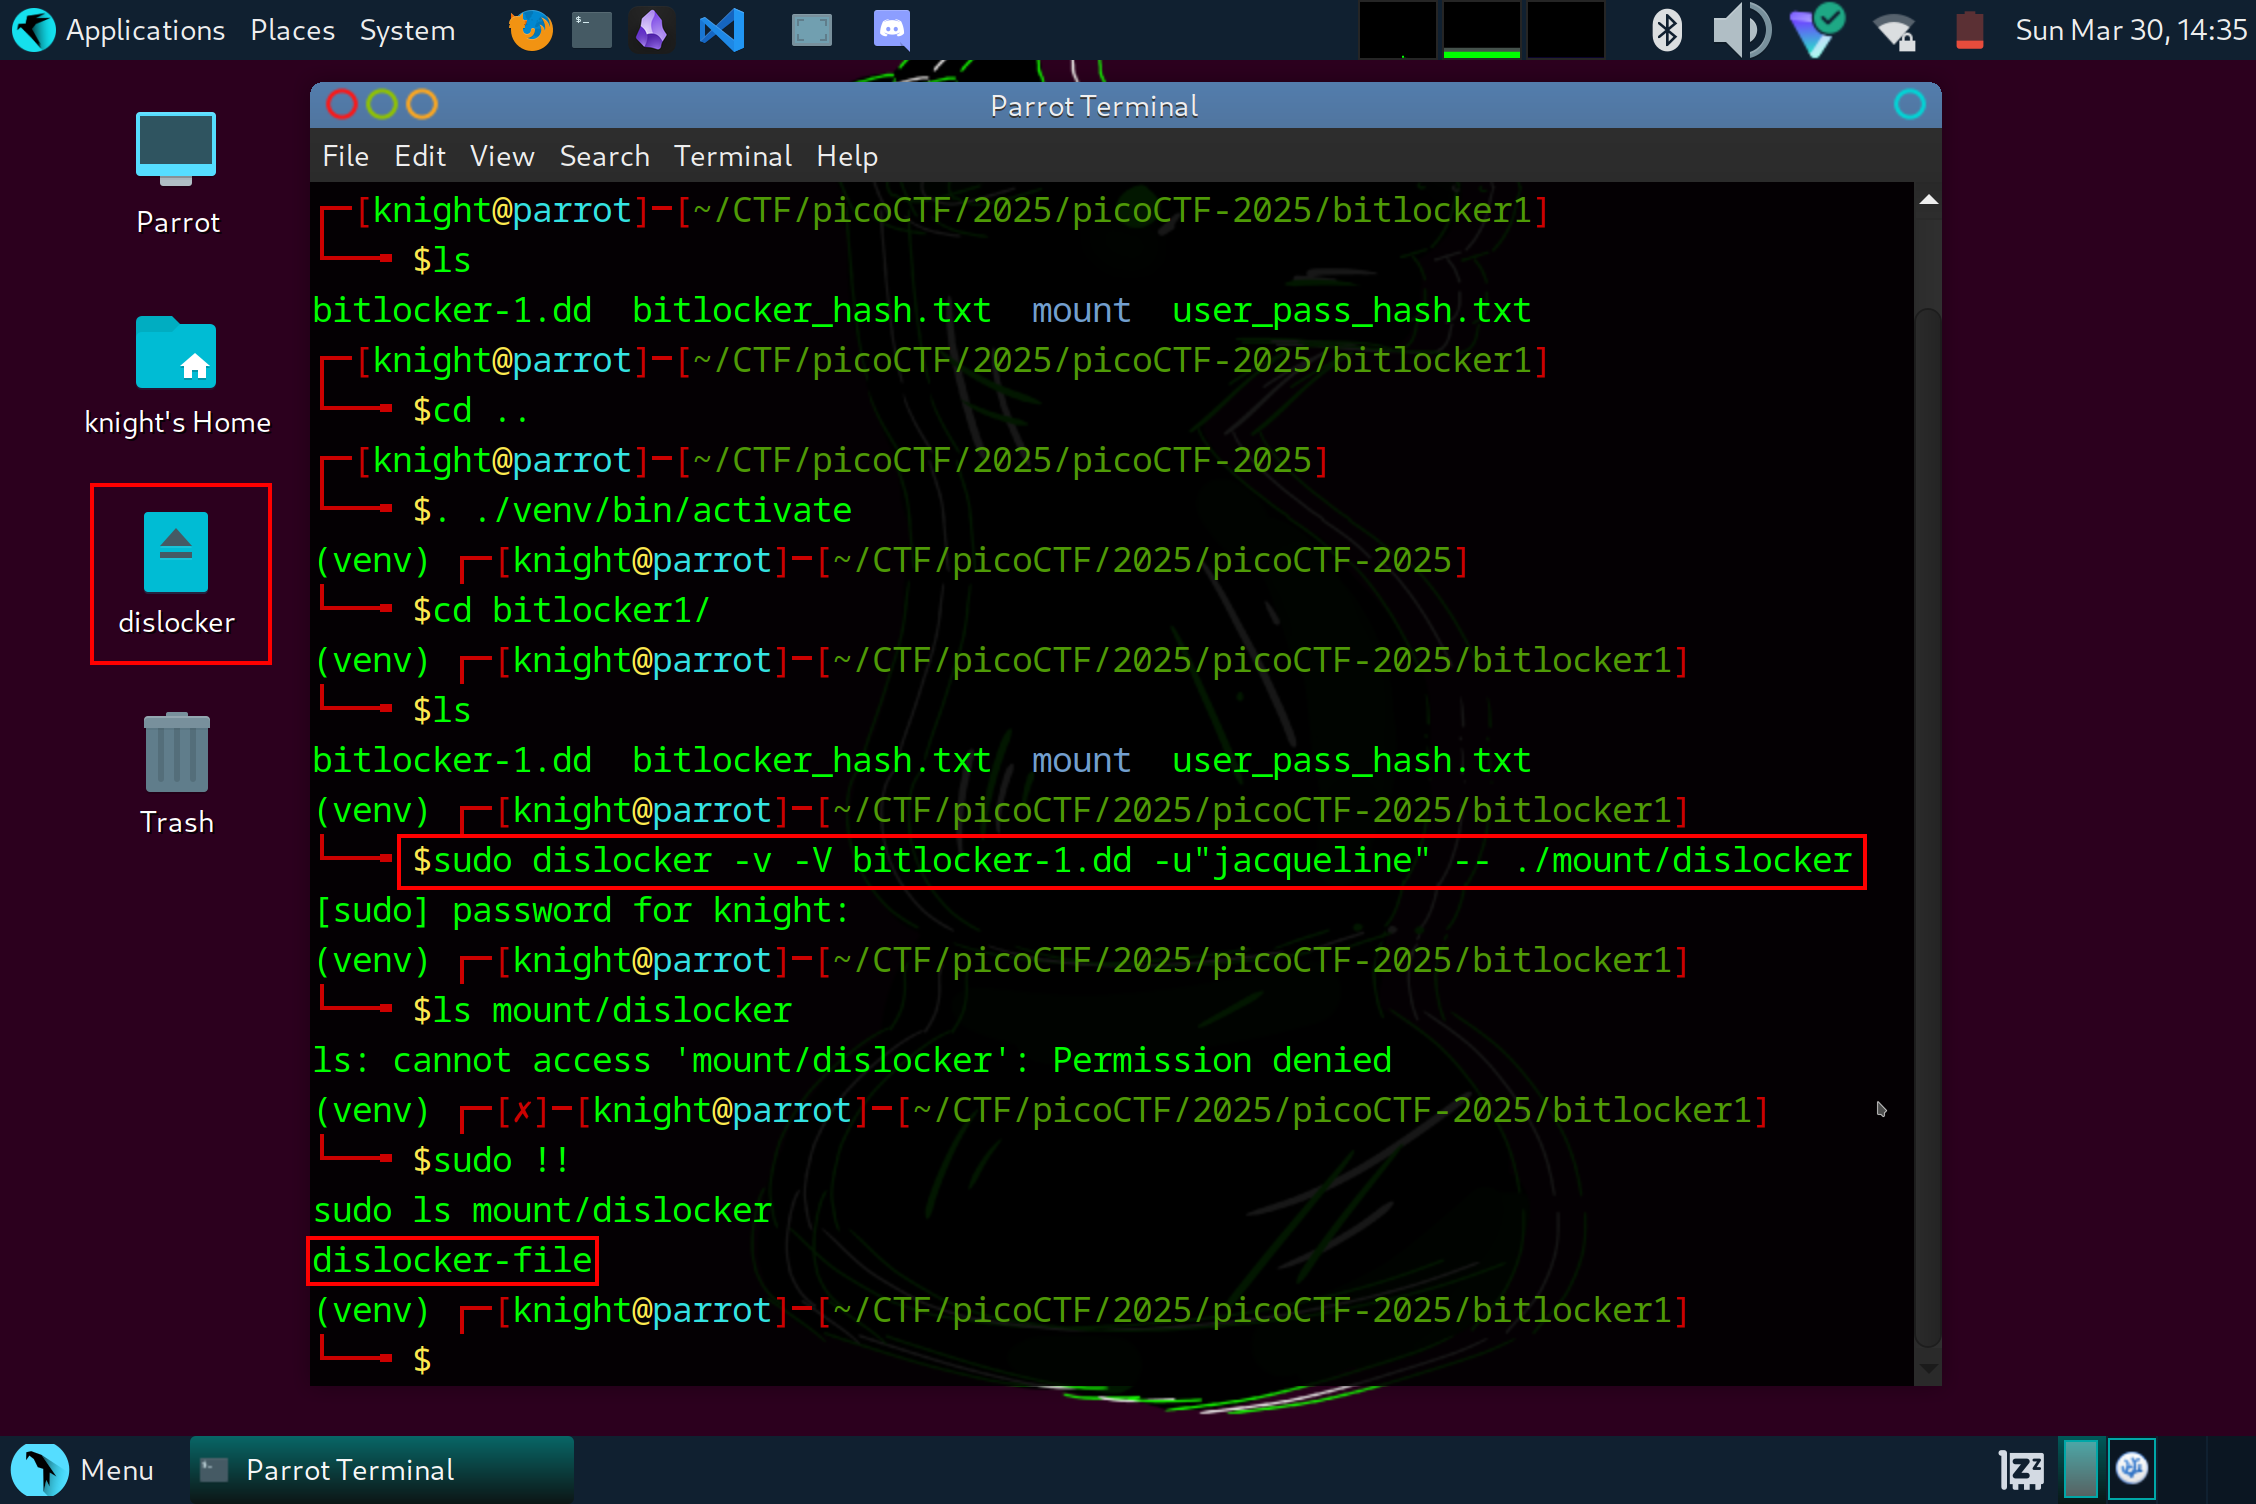 Applications Places System
Sun Mar 30, 14:35
Parrot
knight's Home
dislocker
Trash
Parrot Terminal
File Edit View Search Terminal Help
[knight@parrot]─[~/CTF/picoCTF/2025/picoCTF-2025/bitlocker1]
$ls
bitlocker-1.dd bitlocker_hash.txt mount user_pass_hash.txt
[knight@parrot]─[~/CTF/picoCTF/2025/picoCTF-2025/bitlocker1]
$cd ..
[knight@parrot]─[~/CTF/picoCTF/2025/picoCTF-2025]
$. ./venv/bin/activate
(venv) ┌─[knight@parrot]─[~/CTF/picoCTF/2025/picoCTF-2025]
$cd bitlocker1/
(venv) ┌─[knight@parrot]─[~/CTF/picoCTF/2025/picoCTF-2025/bitlocker1]
$ls
bitlocker-1.dd bitlocker_hash.txt mount user_pass_hash.txt
(venv) ┌─[knight@parrot]─[~/CTF/picoCTF/2025/picoCTF-2025/bitlocker1]
$sudo dislocker -v -V bitlocker-1.dd -u"jacqueline" -- ./mount/dislocker
[sudo] password for knight:
(venv) ┌─[knight@parrot]─[~/CTF/picoCTF/2025/picoCTF-2025/bitlocker1]
$ls mount/dislocker
ls: cannot access 'mount/dislocker': Permission denied
(venv) ┌─[✗]─[knight@parrot]─[~/CTF/picoCTF/2025/picoCTF-2025/bitlocker1]
$sudo !!
sudo ls mount/dislocker
dislocker-file
(venv) ┌─[knight@parrot]─[~/CTF/picoCTF/2025/picoCTF-2025/bitlocker1]
$
Menu
Parrot Terminal
zzz